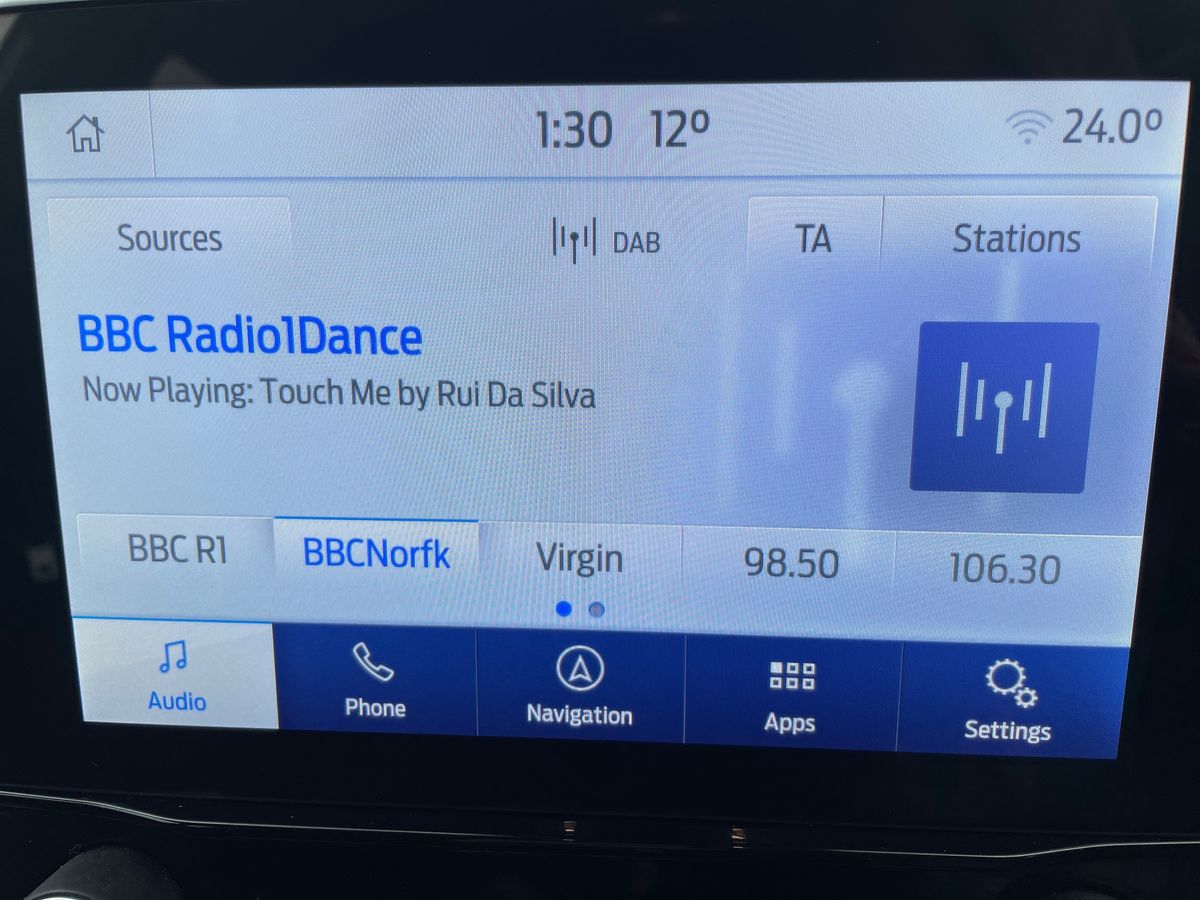 1:30 12º 24.0º
Sources DAB TA Stations
BBC Radio1Dance
Now Playing: Touch Me by Rui Da Silva
BBC R1 BBCNorfk Virgin 98.50 106.30
Audio Phone Navigation Apps Settings